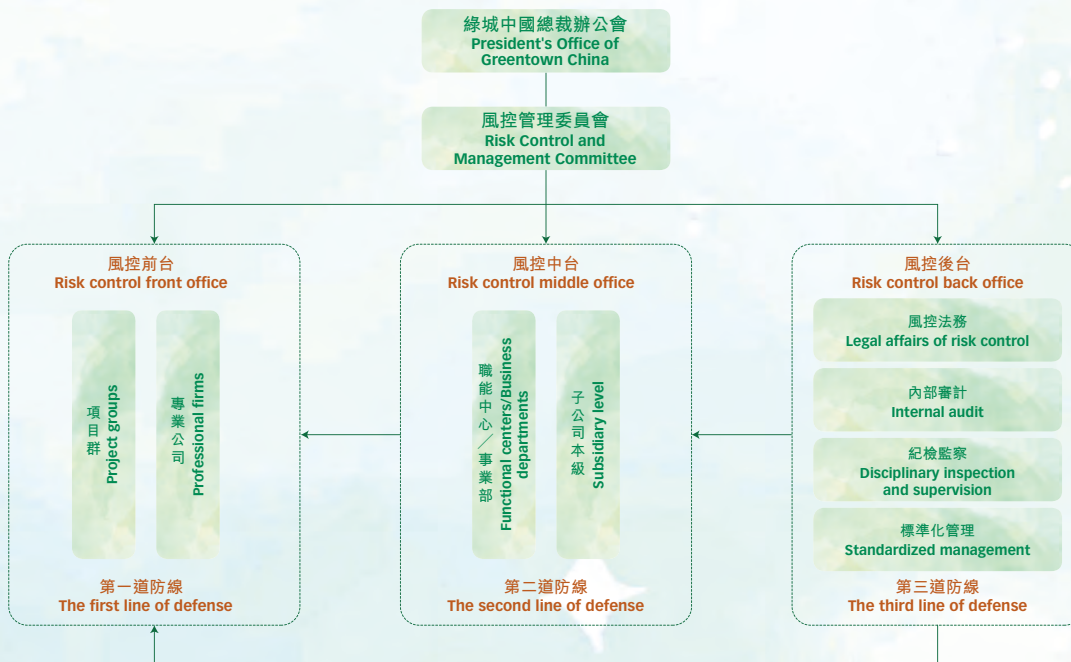 綠城中國總裁辦公會
President's Office of
Greentown China
風控管理委員會
Risk Control and
Management Committee
風控前台
Risk control front office
項目群
Project groups
專業公司
Professional firms
第一道防線
The first line of defense
風控中台
Risk control middle office
職能中心／事業部
Functional centers/Business
departments
子公司本級
Subsidiary level
第二道防線
The second line of defense
風控後台
Risk control back office
風控法務
Legal affairs of risk control
內部審計
Internal audit
紀檢監察
Disciplinary inspection
and supervision
標準化管理
Standardized management
第三道防線
The third line of defense